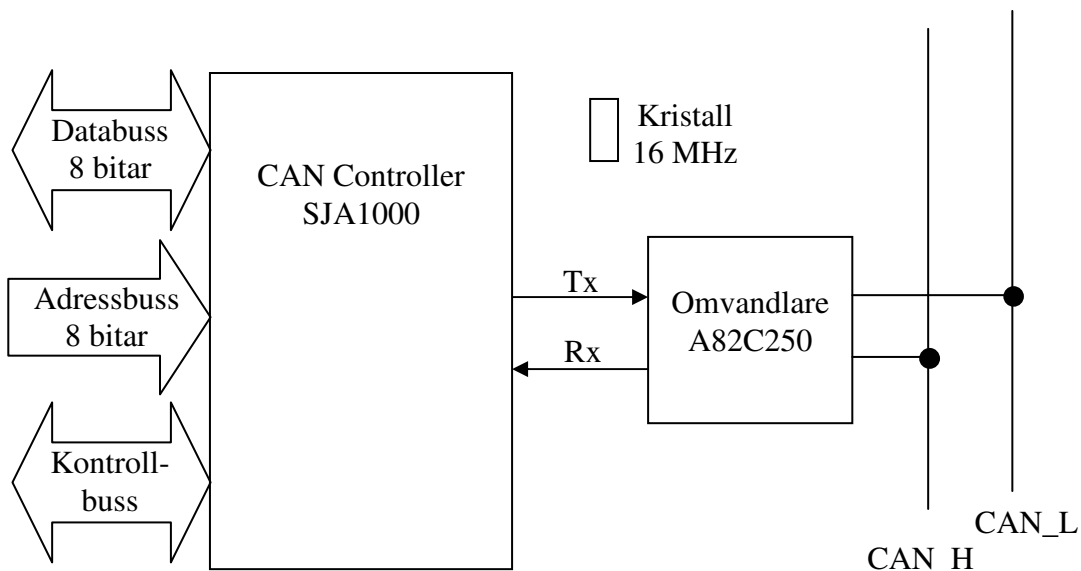 Databuss
8 bitar
CAN Controller
SJA1000
Kristall
16 MHz
Adressbuss
8 bitar
Tx
Rx
Omvandlare
A82C250
Kontroll-
buss
CAN_L
CAN_H